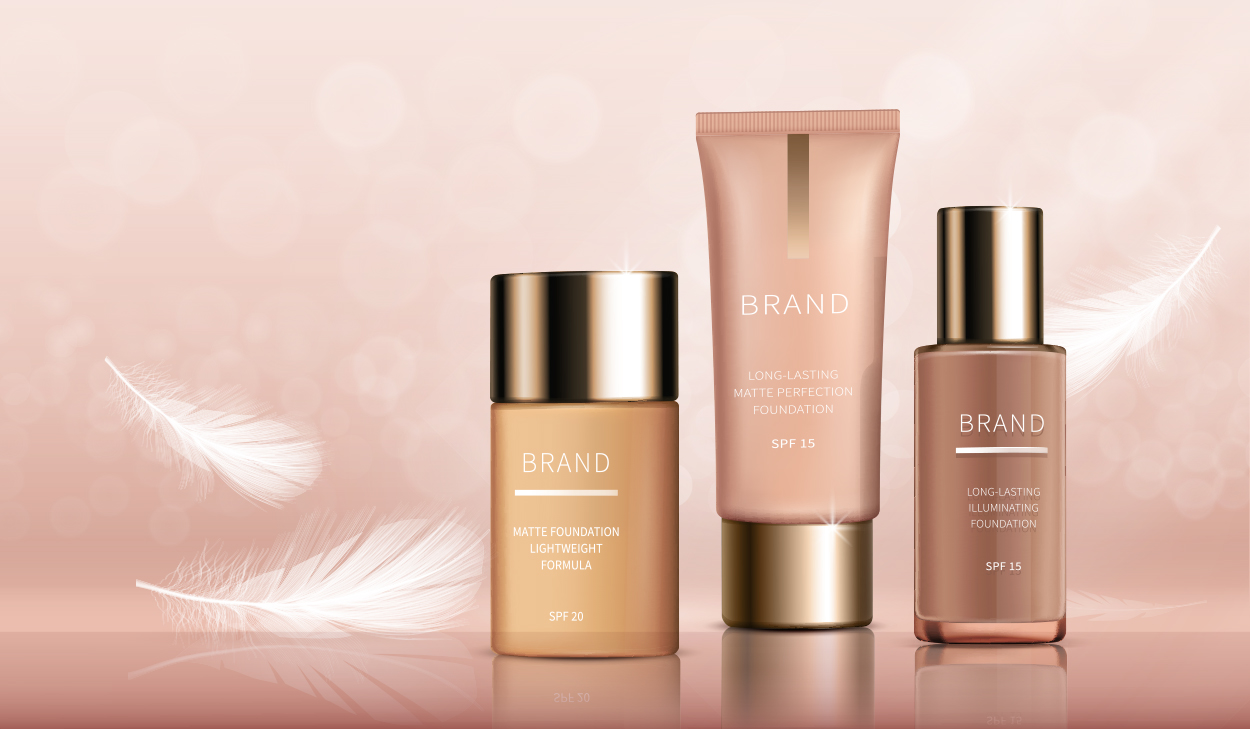 BRAND
MATTE FOUNDATION
LIGHTWEIGHT
FORMULA
SPF 20
BRAND
LONG-LASTING
MATTE PERFECTION
FOUNDATION
SPF 15
BRAND
LONG-LASTING
ILLUMINATING
FOUNDATION
SPF 15